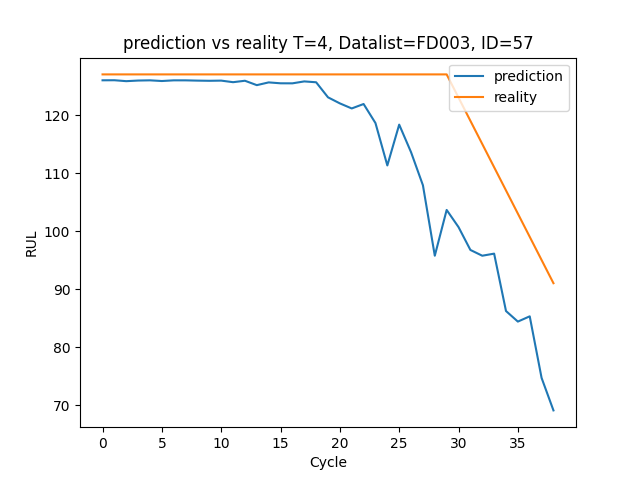 prediction vs reality T=4, Datalist=FD003, ID=57
prediction
reality
RUL
120
110
100
90
80
70
0 5 10 15 20 25 30 35
Cycle